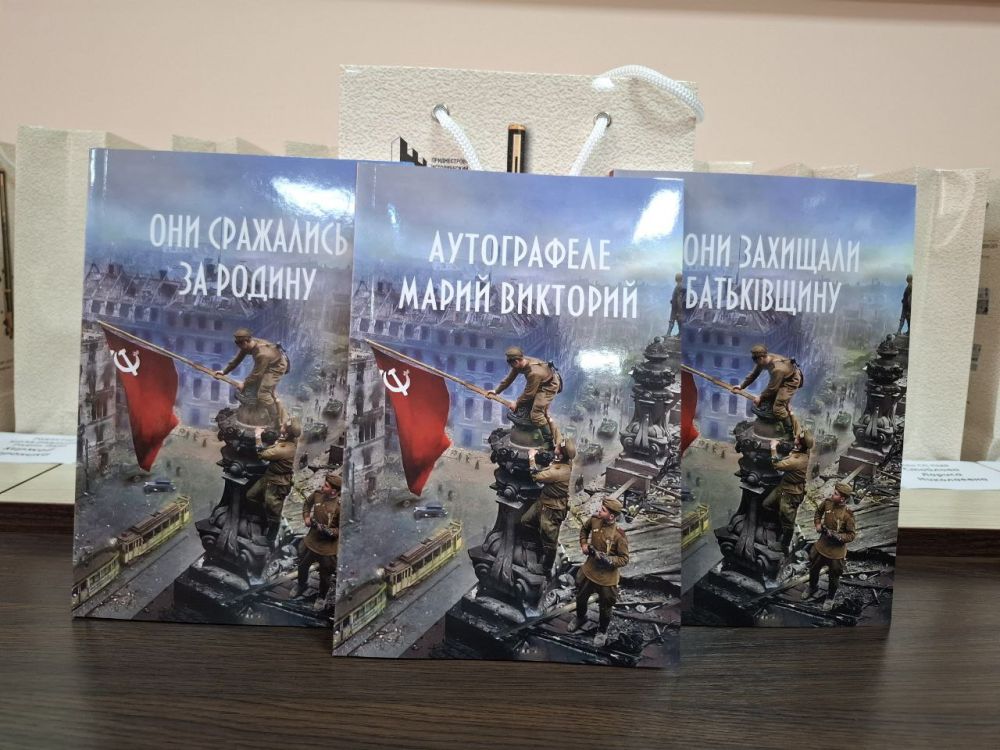 ОНИ СРАЖАЛИСЬ
ЗА РОДИНУ
АУТОГРАФЕЛЕ
МАРИЙ ВИКТОРИЙ
ОНИ ЗАХИЩАЛИ
БАТЬКІВЩИНУ